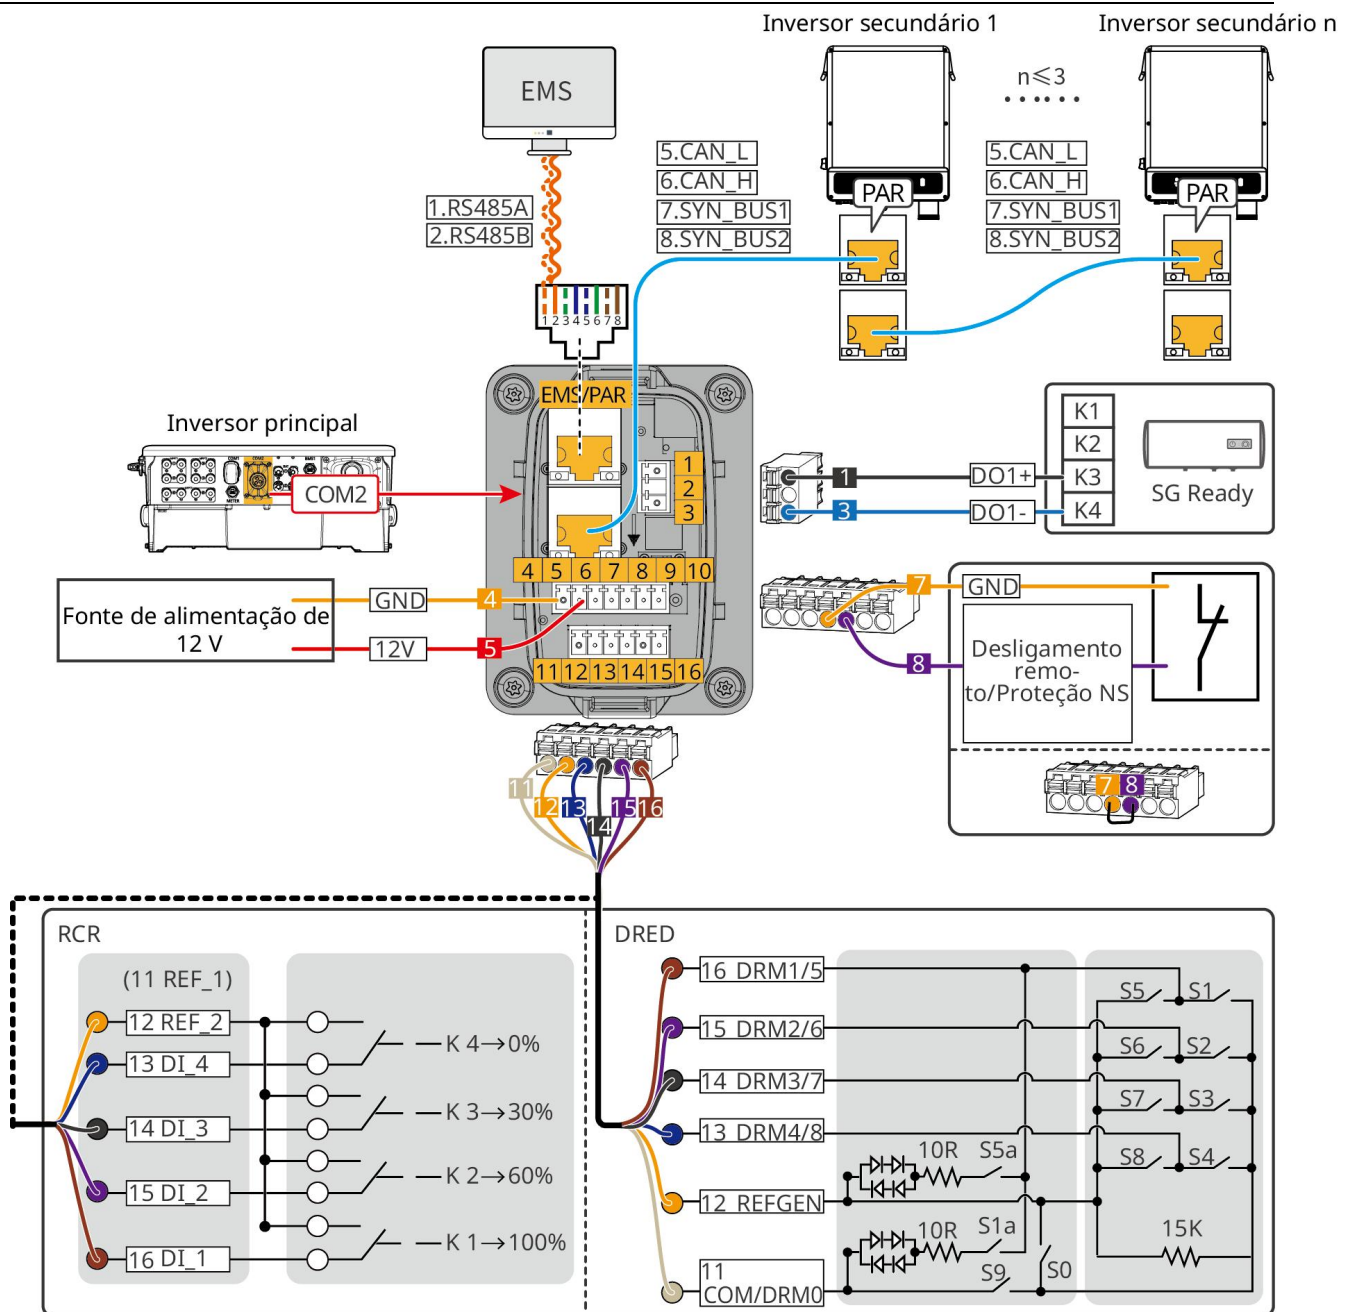 Inversor secundário 1
Inversor secundário n
EMS
n≤3
5.CAN_L
6.CAN_H
7.SYN_BUS1
8.SYN_BUS2
5.CAN_L
6.CAN_H
7.SYN_BUS1
8.SYN_BUS2
PAR
PAR
1.RS485A
2.RS485B
1 2 3 4 5 6 7 8
EMS/PAR
Inversor principal
COM2
1
2
3
1
3
DO1+
DO1-
K1
K2
K3
K4
SG Ready
4 5 6 7 8 9 10
Fonte de alimentação de
12 V
GND
4
12V
5
11 12 13 14 15 16
7
GND
8
Desligamento
remo-
to/Proteção NS
7 8
11
12
13
14
15
16
RCR
(11 REF_1)
12 REF_2
13 DI_4
14 DI_3
15 DI_2
16 DI_1
K 4→0%
K 3→30%
K 2→60%
K 1→100%
DRED
16 DRM1/5
15 DRM2/6
14 DRM3/7
13 DRM4/8
12 REFGEN
11
COM/DRM0
10R
S5a
10R
S1a
S9
S0
S5
S1
S6
S2
S7
S3
S8
S4
15K